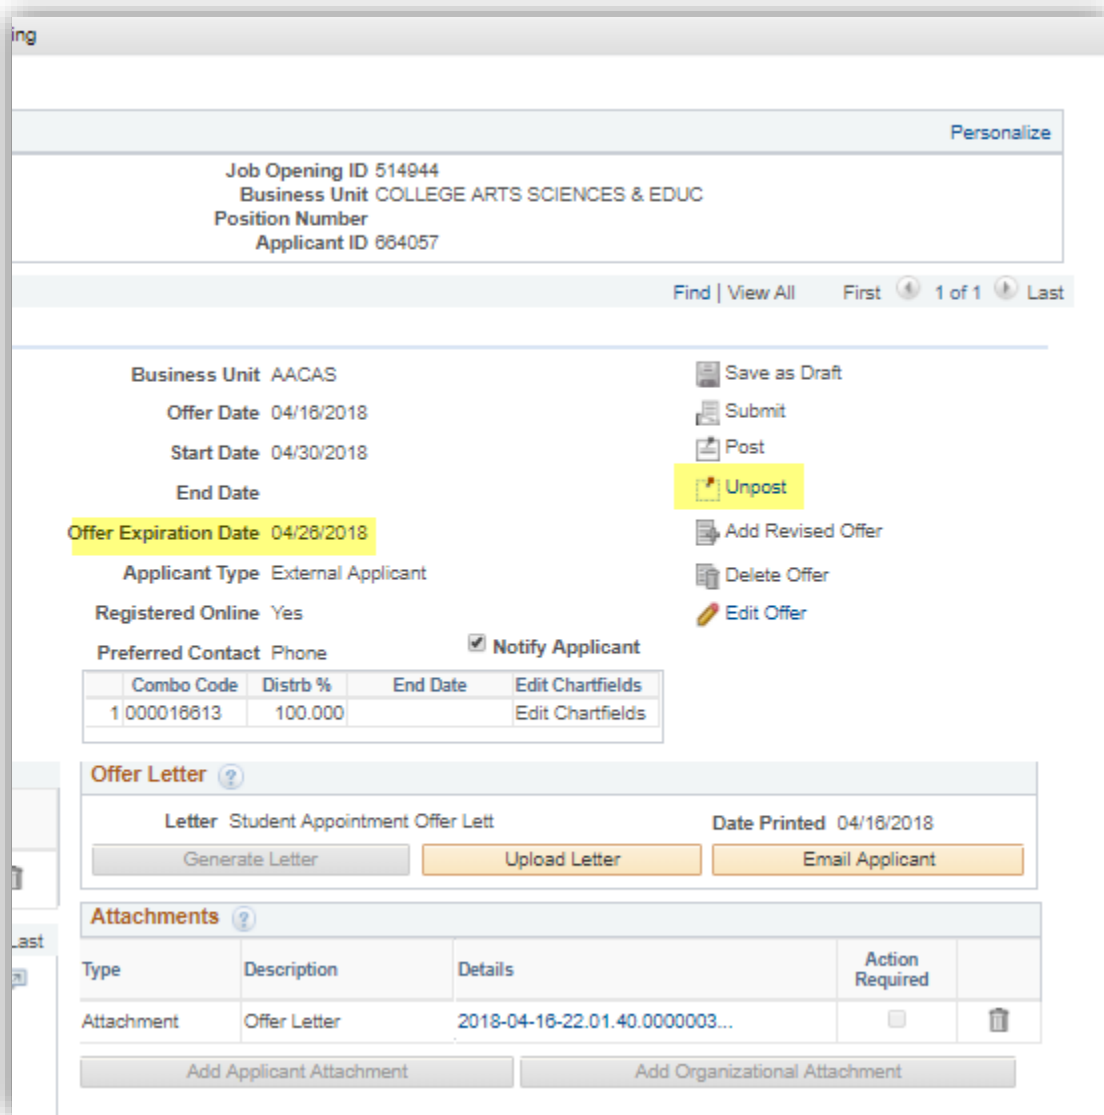 ing
Personalize
Job Opening ID 514944
Business Unit COLLEGE ARTS SCIENCES & EDUC
Position Number
Applicant ID 664057
Find | View All First 1 of 1 Last
Business Unit AACAS
Save as Draft
Offer Date 04/16/2018
Submit
Start Date 04/30/2018
Post
End Date
Unpost
Offer Expiration Date 04/26/2018
Add Revised Offer
Applicant Type External Applicant
Delete Offer
Registered Online Yes
Edit Offer
Preferred Contact Phone
Notify Applicant
Combo Code Distrb % End Date Edit Chartfields
1 000016613 100.000 Edit Chartfields
Offer Letter ?
Letter Student Appointment Offer Lett Date Printed 04/16/2018
Generate Letter Upload Letter Email Applicant
Attachments ?
Last
Type Description Details Action Required
Attachment Offer Letter 2018-04-16-22.01.40.0000003...
Add Applicant Attachment Add Organizational Attachment